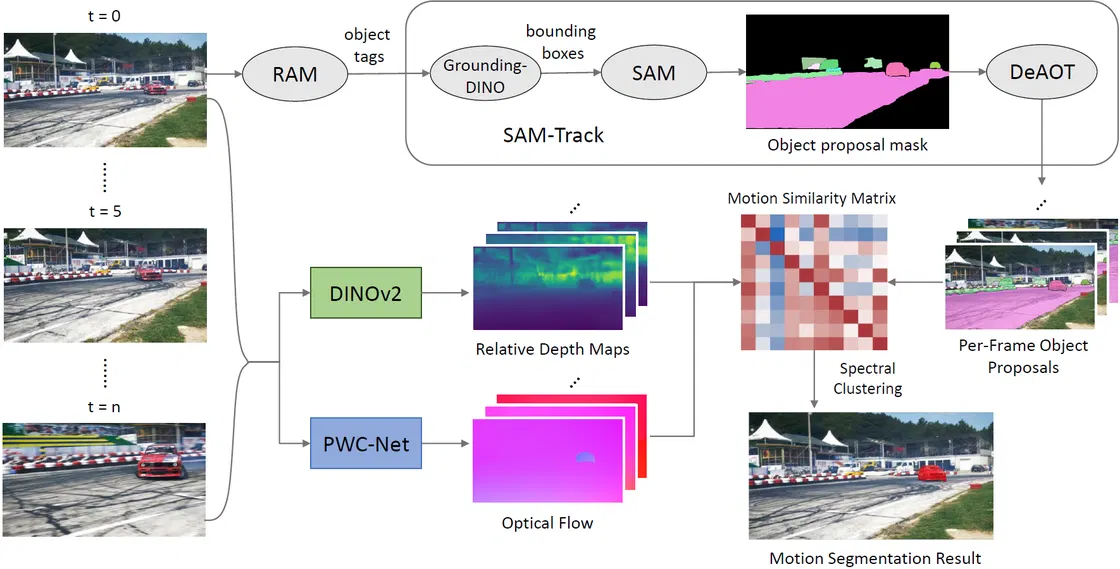 t = 0
RAM
object
tags
Grounding-
DINO
bounding
boxes
SAM
SAM-Track
Object proposal mask
DeAOT
t = 5
DINOv2
Relative Depth Maps
Motion Similarity Matrix
Per-Frame Object
Proposals
Spectral
Clustering
t = n
PWC-Net
Optical Flow
Motion Segmentation Result